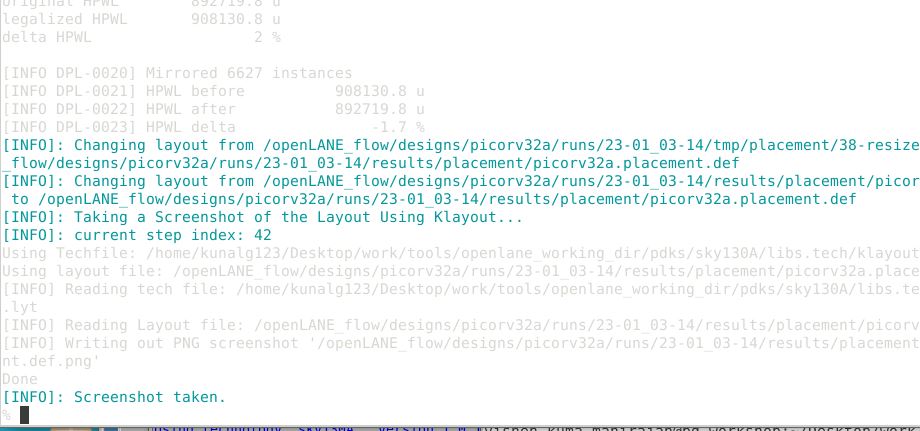 original HPWL 892719.8 u
legalized HPWL 908130.8 u
delta HPWL 2 %
[INFO DPL-0020] Mirrored 6627 instances
[INFO DPL-0021] HPWL before 908130.8 u
[INFO DPL-0022] HPWL after 892719.8 u
[INFO DPL-0023] HPWL delta -1.7 %
[INFO]: Changing layout from /openLANE_flow/designs/picorv32a/runs/23-01_03-14/tmp/placement/38-resize
_flow/designs/picorv32a/runs/23-01_03-14/results/placement/picorv32a.placement.def
[INFO]: Changing layout from /openLANE_flow/designs/picorv32a/runs/23-01_03-14/results/placement/picor
to /openLANE_flow/designs/picorv32a/runs/23-01_03-14/results/placement/picorv32a.placement.def
[INFO]: Taking a Screenshot of the Layout Using Klayout...
[INFO]: current step index: 42
Using Techfile: /home/kunalg123/Desktop/work/tools/openlane_working_dir/pdks/sky130A/libs.tech/klayout
Using layout file: /openLANE_flow/designs/picorv32a/runs/23-01_03-14/results/placement/picorv32a.place
[INFO] Reading tech file: /home/kunalg123/Desktop/work/tools/openlane_working_dir/pdks/sky130A/libs.te
.lyt
[INFO] Reading Layout file: /openLANE_flow/designs/picorv32a/runs/23-01_03-14/results/placement/picorv
[INFO] Writing out PNG screenshot '/openLANE_flow/designs/picorv32a/runs/23-01_03-14/results/placement
nt.def.png'
Done
[INFO]: Screenshot taken.
%